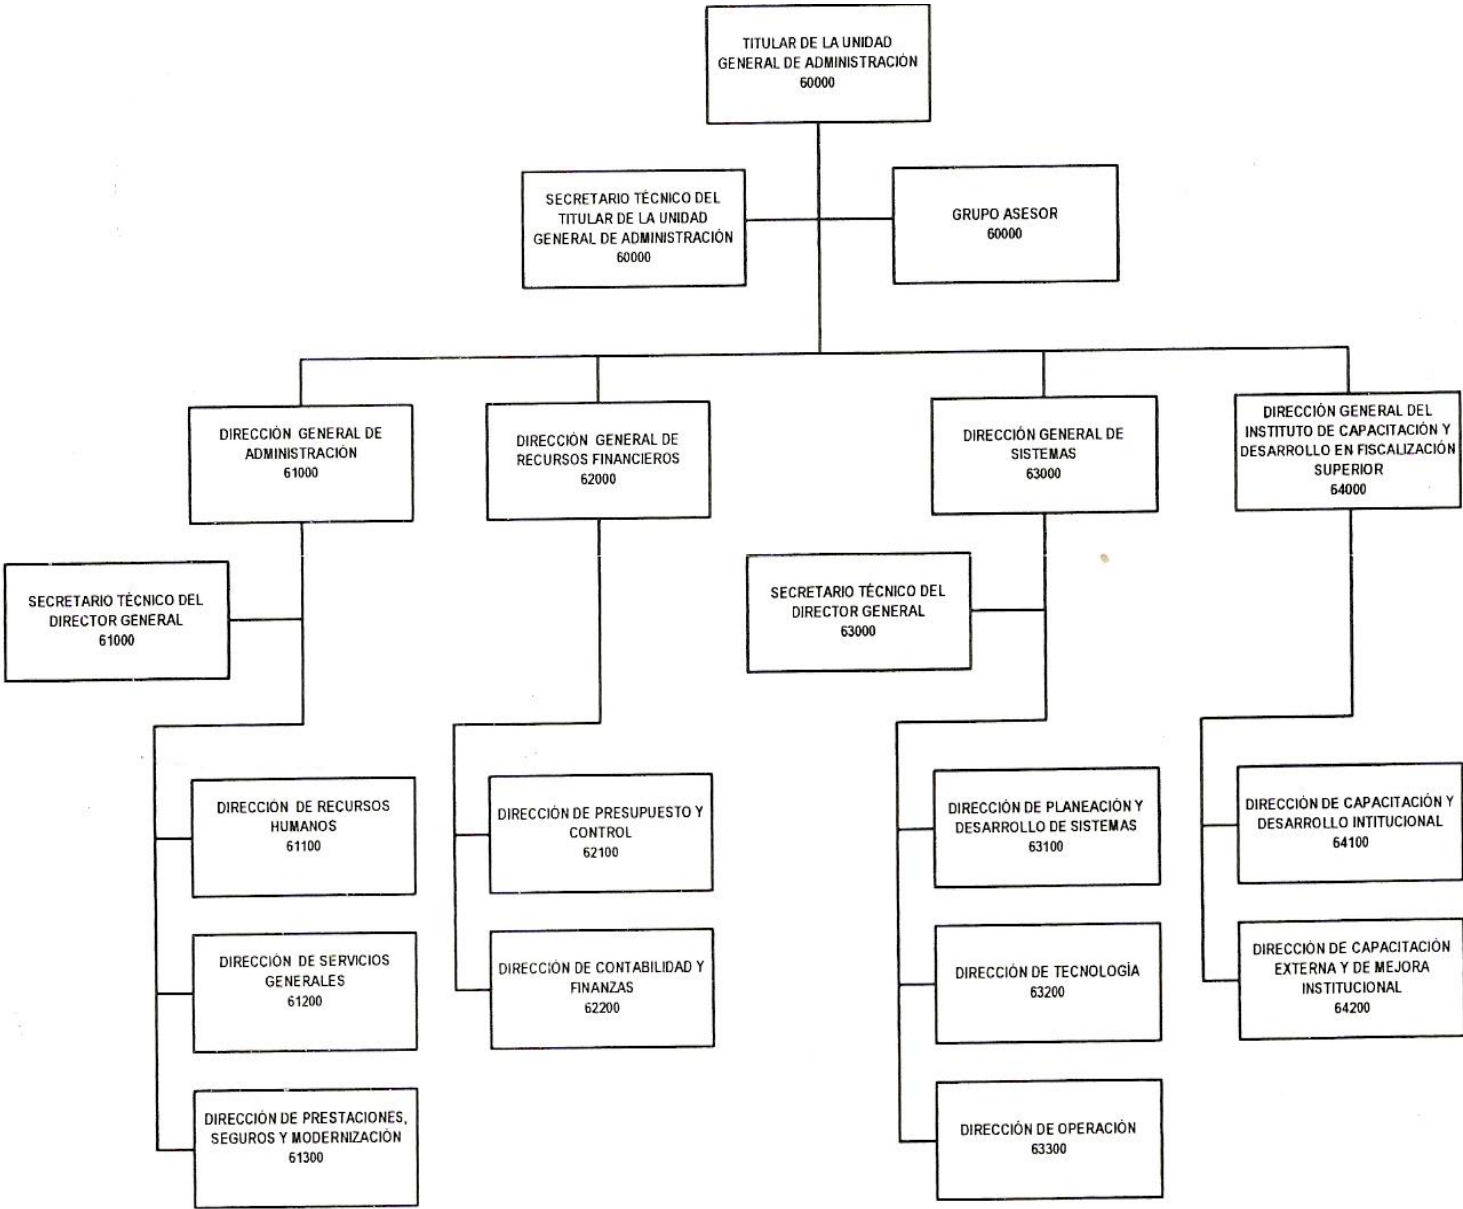 TITULAR DE LA UNIDAD
GENERAL DE ADMINISTRACIÓN
60000
SECRETARIO TÉCNICO DEL
TITULAR DE LA UNIDAD
GENERAL DE ADMINISTRACIÓN
60000
GRUPO ASESOR
60000
DIRECCIÓN GENERAL DE
ADMINISTRACIÓN
61000
DIRECCIÓN GENERAL DE
RECURSOS FINANCIEROS
62000
DIRECCIÓN GENERAL DE
SISTEMAS
63000
DIRECCIÓN GENERAL DEL
INSTITUTO DE CAPACITACIÓN Y
DESARROLLO EN FISCALIZACIÓN
SUPERIOR
64000
SECRETARIO TÉCNICO DEL
DIRECTOR GENERAL
61000
SECRETARIO TÉCNICO DEL
DIRECTOR GENERAL
63000
DIRECCIÓN DE RECURSOS
HUMANOS
61100
DIRECCIÓN DE PRESUPUESTO Y
CONTROL
62100
DIRECCIÓN DE PLANEACIÓN Y
DESARROLLO DE SISTEMAS
63100
DIRECCIÓN DE CAPACITACIÓN Y
DESARROLLO INTITUCIONAL
64100
DIRECCIÓN DE SERVICIOS
GENERALES
61200
DIRECCIÓN DE CONTABILIDAD Y
FINANZAS
62200
DIRECCIÓN DE TECNOLOGÍA
63200
DIRECCIÓN DE CAPACITACIÓN
EXTERNA Y DE MEJORA
INSTITUCIONAL
64200
DIRECCIÓN DE PRESTACIONES,
SEGUROS Y MODERNIZACIÓN
61300
DIRECCIÓN DE OPERACIÓN
63300